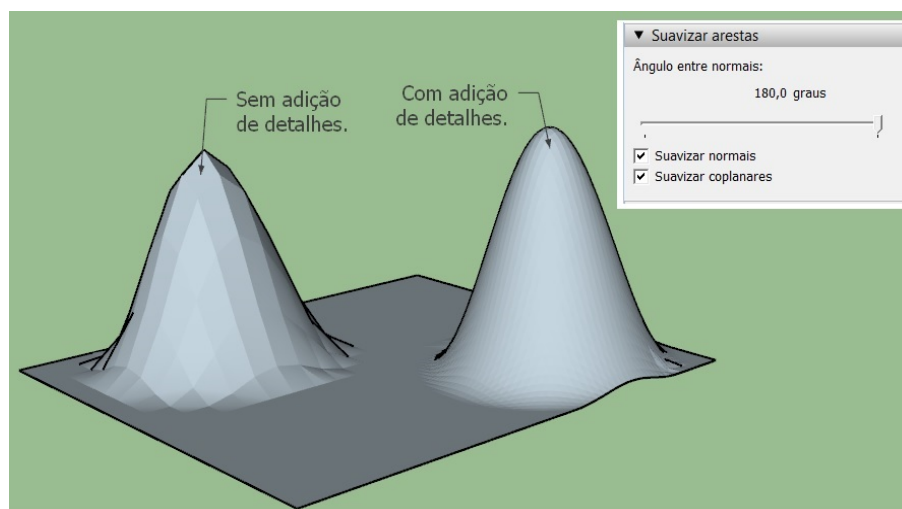 Sem adição
de detalhes.
Com adição
de detalhes.
▼ Suavizar arestas
Ângulo entre normais:
180,0 graus
Suavizar normais
Suavizar coplanares